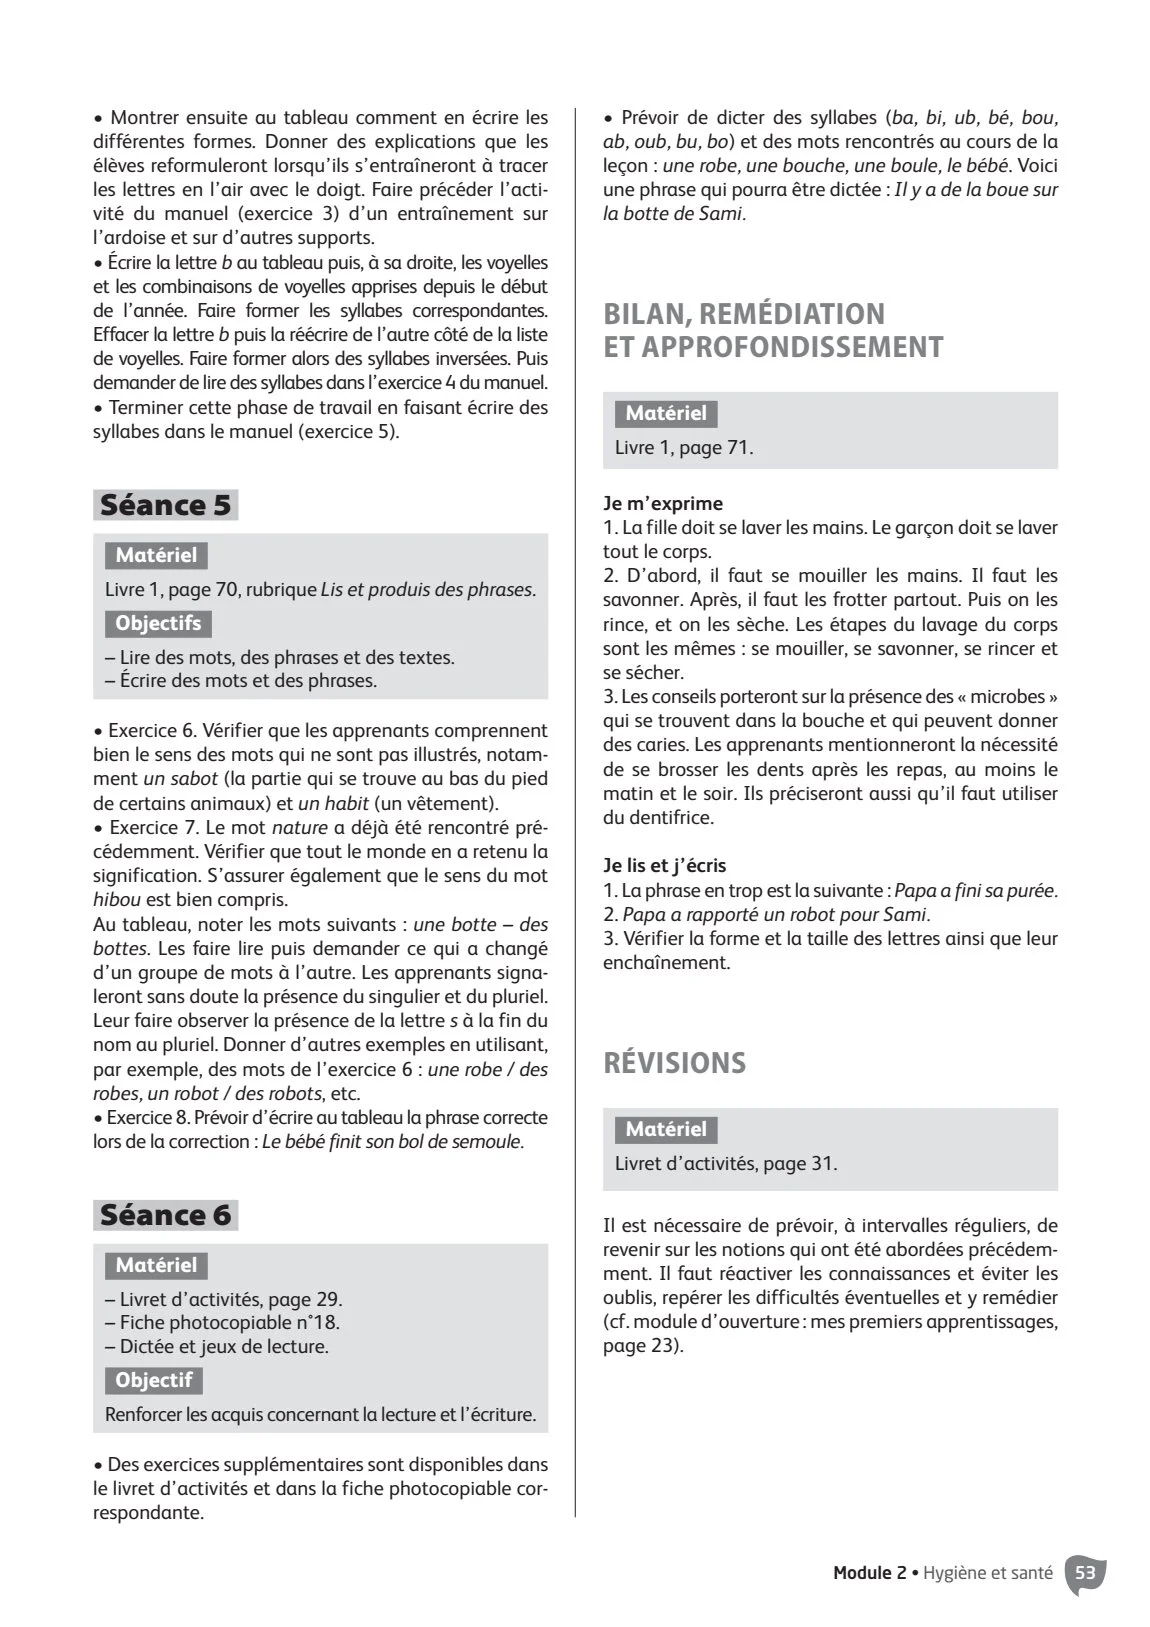 • Montrer ensuite au tableau comment en écrire les
différentes formes. Donner des explications que les
élèves reformuleront lorsqu’ils s’entraîneront à tracer
les lettres en l’air avec le doigt. Faire précéder l’acti-
vité du manuel (exercice 3) d’un entraînement sur
l’ardoise et sur d’autres supports.
• Écrire la lettre b au tableau puis, à sa droite, les voyelles
et les combinaisons de voyelles apprises depuis le début
de l’année. Faire former les syllabes correspondantes.
Effacer la lettre b puis la réécrire de l’autre côté de la liste
de voyelles. Faire former alors des syllabes inversées. Puis
demander de lire des syllabes dans l’exercice 4 du manuel.
• Terminer cette phase de travail en faisant écrire des
syllabes dans le manuel (exercice 5).
Séance 5
Matériel
Livre 1, page 70, rubrique Lis et produis des phrases.
Objectifs
– Lire des mots, des phrases et des textes.
– Écrire des mots et des phrases.
• Exercice 6. Vérifier que les apprenants comprennent
bien le sens des mots qui ne sont pas illustrés, notam-
ment un sabot (la partie qui se trouve au bas du pied
de certains animaux) et un habit (un vêtement).
• Exercice 7. Le mot nature a déjà été rencontré pré-
cédemment. Vérifier que tout le monde en a retenu la
signification. S’assurer également que le sens du mot
hibou est bien compris.
Au tableau, noter les mots suivants : une botte – des
bottes. Les faire lire puis demander ce qui a changé
d’un groupe de mots à l’autre. Les apprenants signa-
leront sans doute la présence du singulier et du pluriel.
Leur faire observer la présence de la lettre s à la fin du
nom au pluriel. Donner d’autres exemples en utilisant,
par exemple, des mots de l’exercice 6 : une robe / des
robes, un robot / des robots, etc.
• Exercice 8. Prévoir d’écrire au tableau la phrase correcte
lors de la correction : Le bébé finit son bol de semoule.
Séance 6
Matériel
– Livret d’activités, page 29.
– Fiche photocopiable n°18.
– Dictée et jeux de lecture.
Objectif
Renforcer les acquis concernant la lecture et l’écriture.
• Des exercices supplémentaires sont disponibles dans
le livret d’activités et dans la fiche photocopiable cor-
respondante.
• Prévoir de dicter des syllabes (ba, bi, ub, bé, bou,
ab, oub, bu, bo) et des mots rencontrés au cours de la
leçon : une robe, une bouche, une boule, le bébé. Voici
une phrase qui pourra être dictée : Il y a de la boue sur
la botte de Sami.
BILAN, REMÉDIATION
ET APPROFONDISSEMENT
Matériel
Livre 1, page 71.
Je m’exprime
1. La fille doit se laver les mains. Le garçon doit se laver
tout le corps.
2. D’abord, il faut se mouiller les mains. Il faut les
savonner. Après, il faut les frotter partout. Puis on les
rince, et on les sèche. Les étapes du lavage du corps
sont les mêmes : se mouiller, se savonner, se rincer et
se sécher.
3. Les conseils porteront sur la présence des « microbes »
qui se trouvent dans la bouche et qui peuvent donner
des caries. Les apprenants mentionneront la nécessité
de se brosser les dents après les repas, au moins le
matin et le soir. Ils préciseront aussi qu’il faut utiliser
du dentifrice.
Je lis et j’écris
1. La phrase en trop est la suivante : Papa a fini sa purée.
2. Papa a rapporté un robot pour Sami.
3. Vérifier la forme et la taille des lettres ainsi que leur
enchaînement.
RÉVISIONS
Matériel
Livret d’activités, page 31.
Il est nécessaire de prévoir, à intervalles réguliers, de
revenir sur les notions qui ont été abordées précédem-
ment. Il faut réactiver les connaissances et éviter les
oublis, repérer les difficultés éventuelles et y remédier
(cf. module d’ouverture : mes premiers apprentissages,
page 23).
Module 2 • Hygiène et santé 53